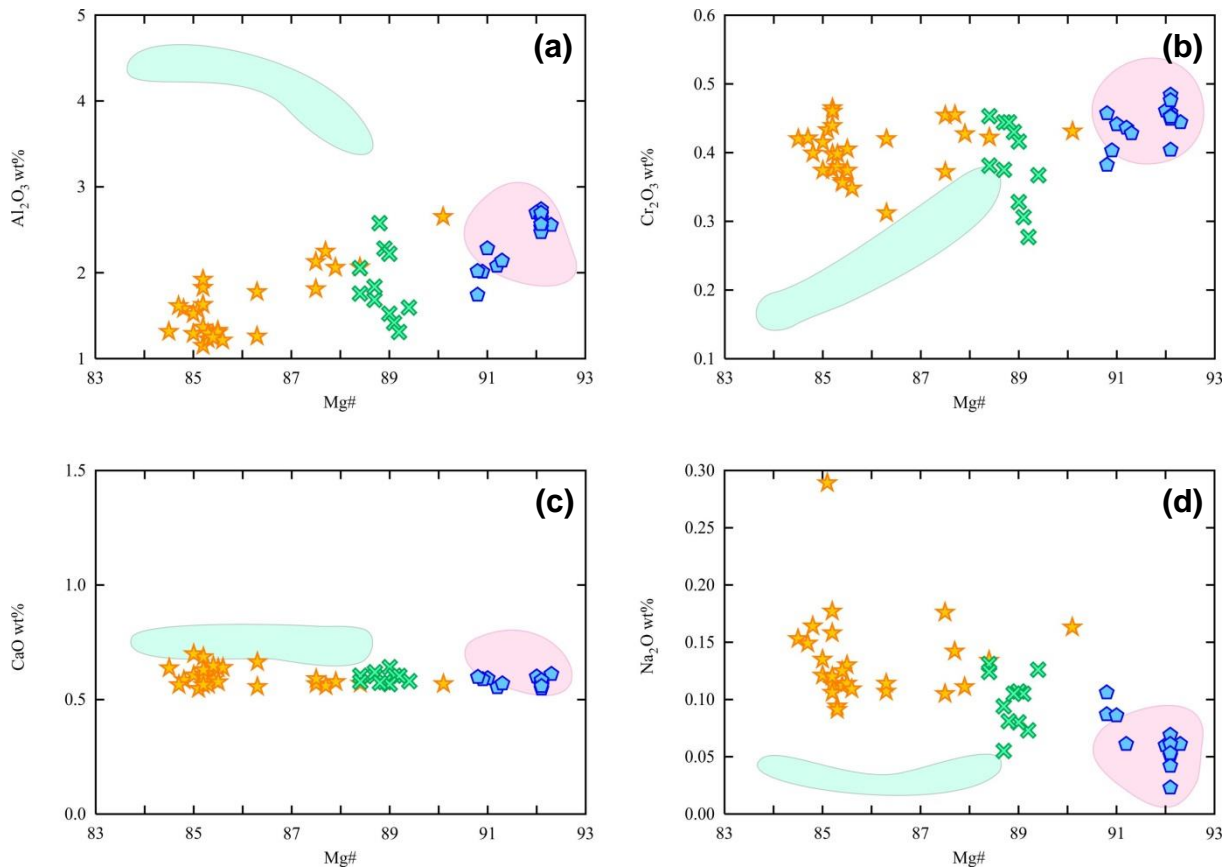 5
4
3
2
1
Al₂O₃ wt%
(a)
83 85 87 89 91 93
Mg#
0.6
0.5
0.4
0.3
0.2
0.1
Cr₂O₃ wt%
(b)
83 85 87 89 91 93
Mg#
1.5
1.0
0.5
0.0
CaO wt%
(c)
83 85 87 89 91 93
Mg#
0.30
0.25
0.20
0.15
0.10
0.05
0.00
Na₂O wt%
(d)
83 85 87 89 91 93
Mg#